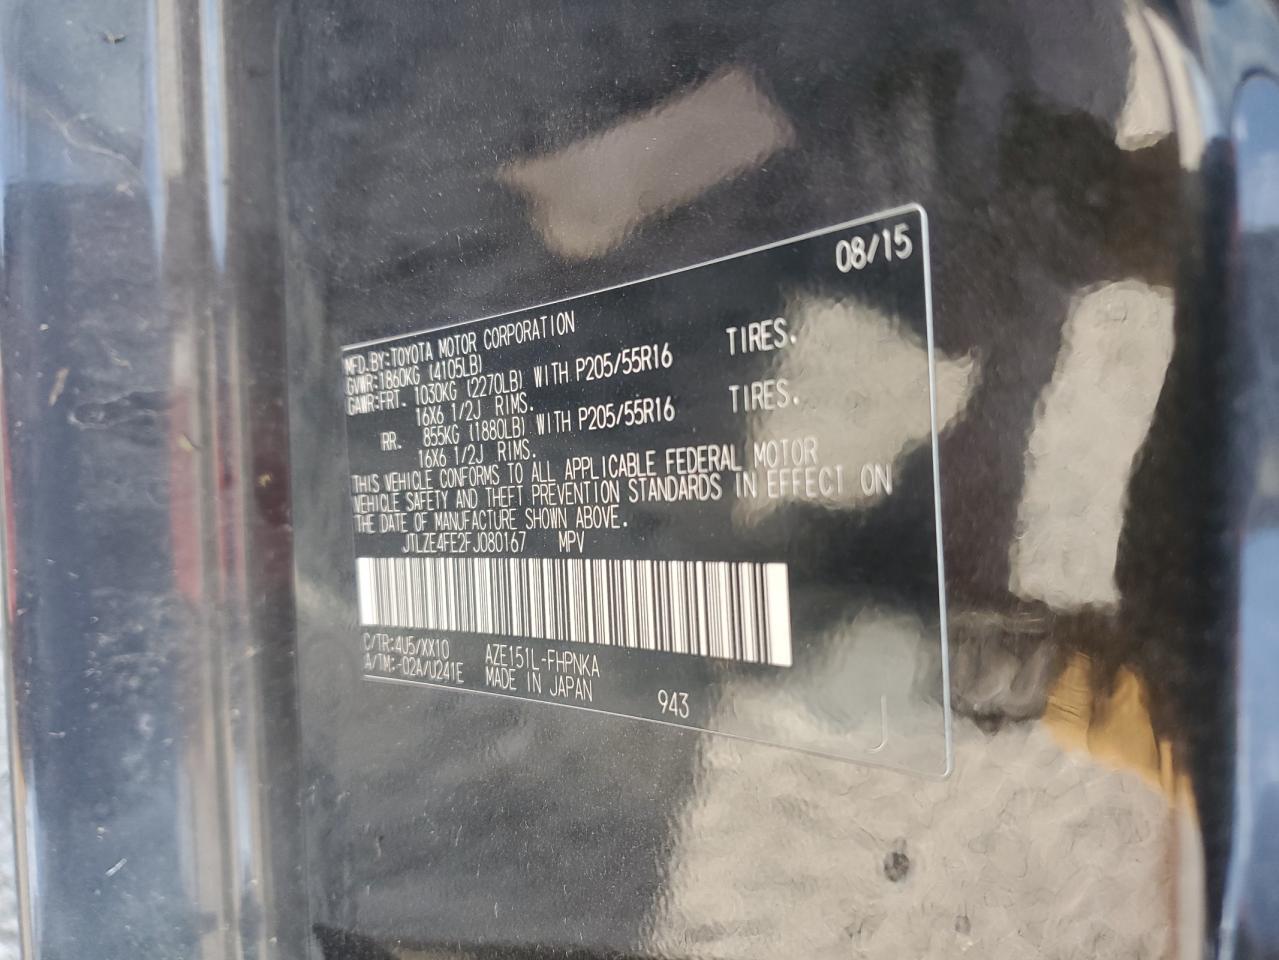 08/15
MFD.BY:TOYOTA MOTOR CORPORATION
GVWR:1860KG (4105LB)
GAWR:FRT. 1030KG (2270LB) WITH P205/55R16 TIRES.
16X6 1/2J RIMS.
RR. 855KG (1880LB) WITH P205/55R16 TIRES.
16X6 1/2J RIMS.
THIS VEHICLE CONFORMS TO ALL APPLICABLE FEDERAL MOTOR
VEHICLE SAFETY AND THEFT PREVENTION STANDARDS IN EFFECT ON
THE DATE OF MANUFACTURE SHOWN ABOVE.
JTLZE4FE2FJ080167 MPV
C/TR:4U5/XX10 AZE151L-FHPNKA
A/TM:-02A/U241E MADE IN JAPAN 943
J